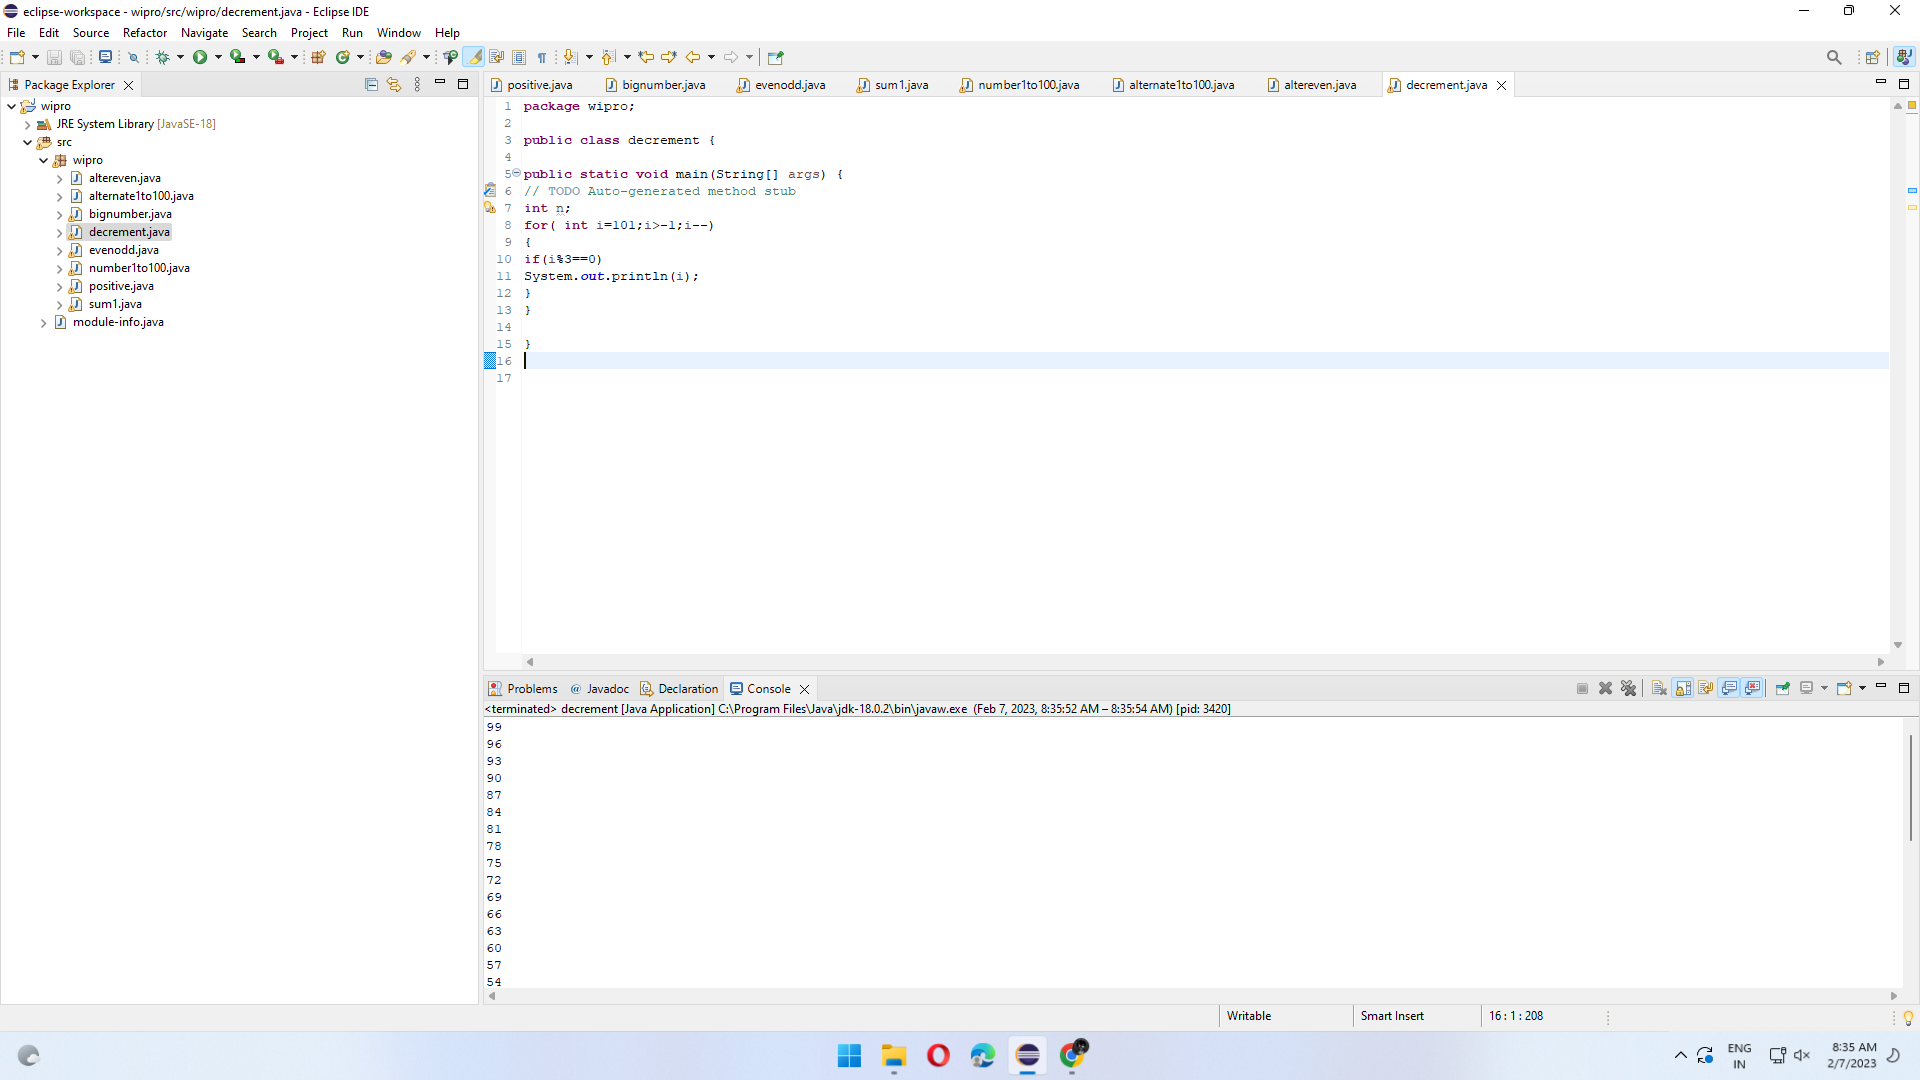 eclipse-workspace - wipro/src/wipro/decrement.java - Eclipse IDE
File Edit Source Refactor Navigate Search Project Run Window Help
Package Explorer
wipro
JRE System Library [JavaSE-18]
src
wipro
altereven.java
alternate1to100.java
bignumber.java
decrement.java
evenodd.java
number1to100.java
positive.java
sum1.java
module-info.java
positive.java bignumber.java evenodd.java sum1.java number1to100.java alternate1to100.java altereven.java decrement.java
1 package wipro;
2
3 public class decrement {
4
5 public static void main(String[] args) {
6 // TODO Auto-generated method stub
7 int n;
8 for( int i=101;i>-1;i--)
9 {
10 if(i%3==0)
11 System.out.println(i);
12 }
13 }
14
15 }
16
17
Problems @ Javadoc Declaration Console
<terminated> decrement [Java Application] C:\Program Files\Java\jdk-18.0.2\bin\javaw.exe (Feb 7, 2023, 8:35:52 AM – 8:35:54 AM) [pid: 3420]
99
96
93
90
87
84
81
78
75
72
69
66
63
60
57
54
Writable Smart Insert 16 : 1 : 208
ENG
IN
8:35 AM
2/7/2023